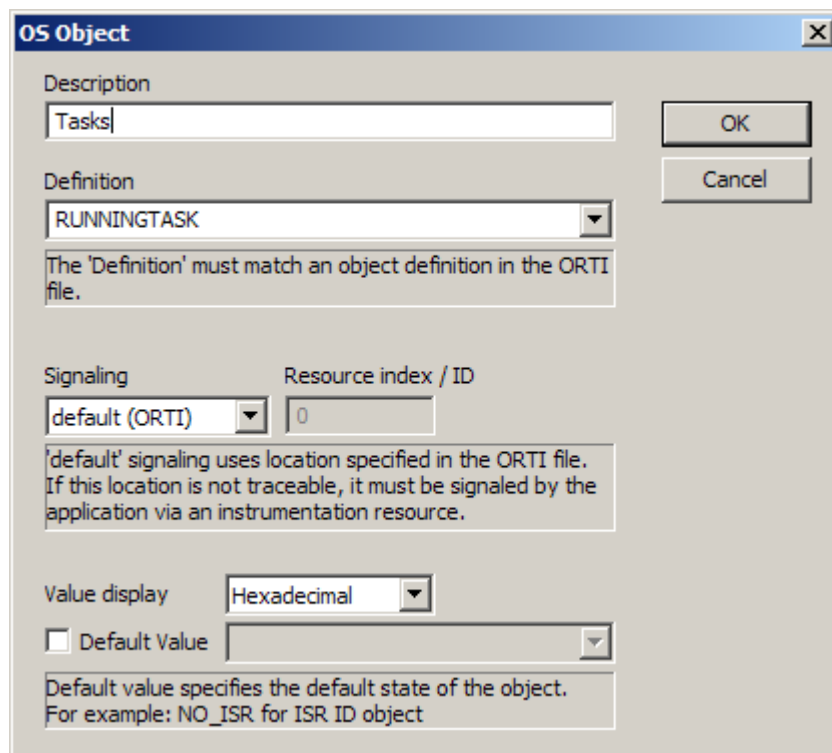 OS Object
Description
Tasks
OK
Definition
Cancel
RUNNINGTASK
The 'Definition' must match an object definition in the ORTI
file.
Signaling Resource index / ID
default (ORTI) 0
'default' signaling uses location specified in the ORTI file.
If this location is not traceable, it must be signaled by the
application via an instrumentation resource.
Value display Hexadecimal
Default Value
Default value specifies the default state of the object.
For example: NO_ISR for ISR ID object